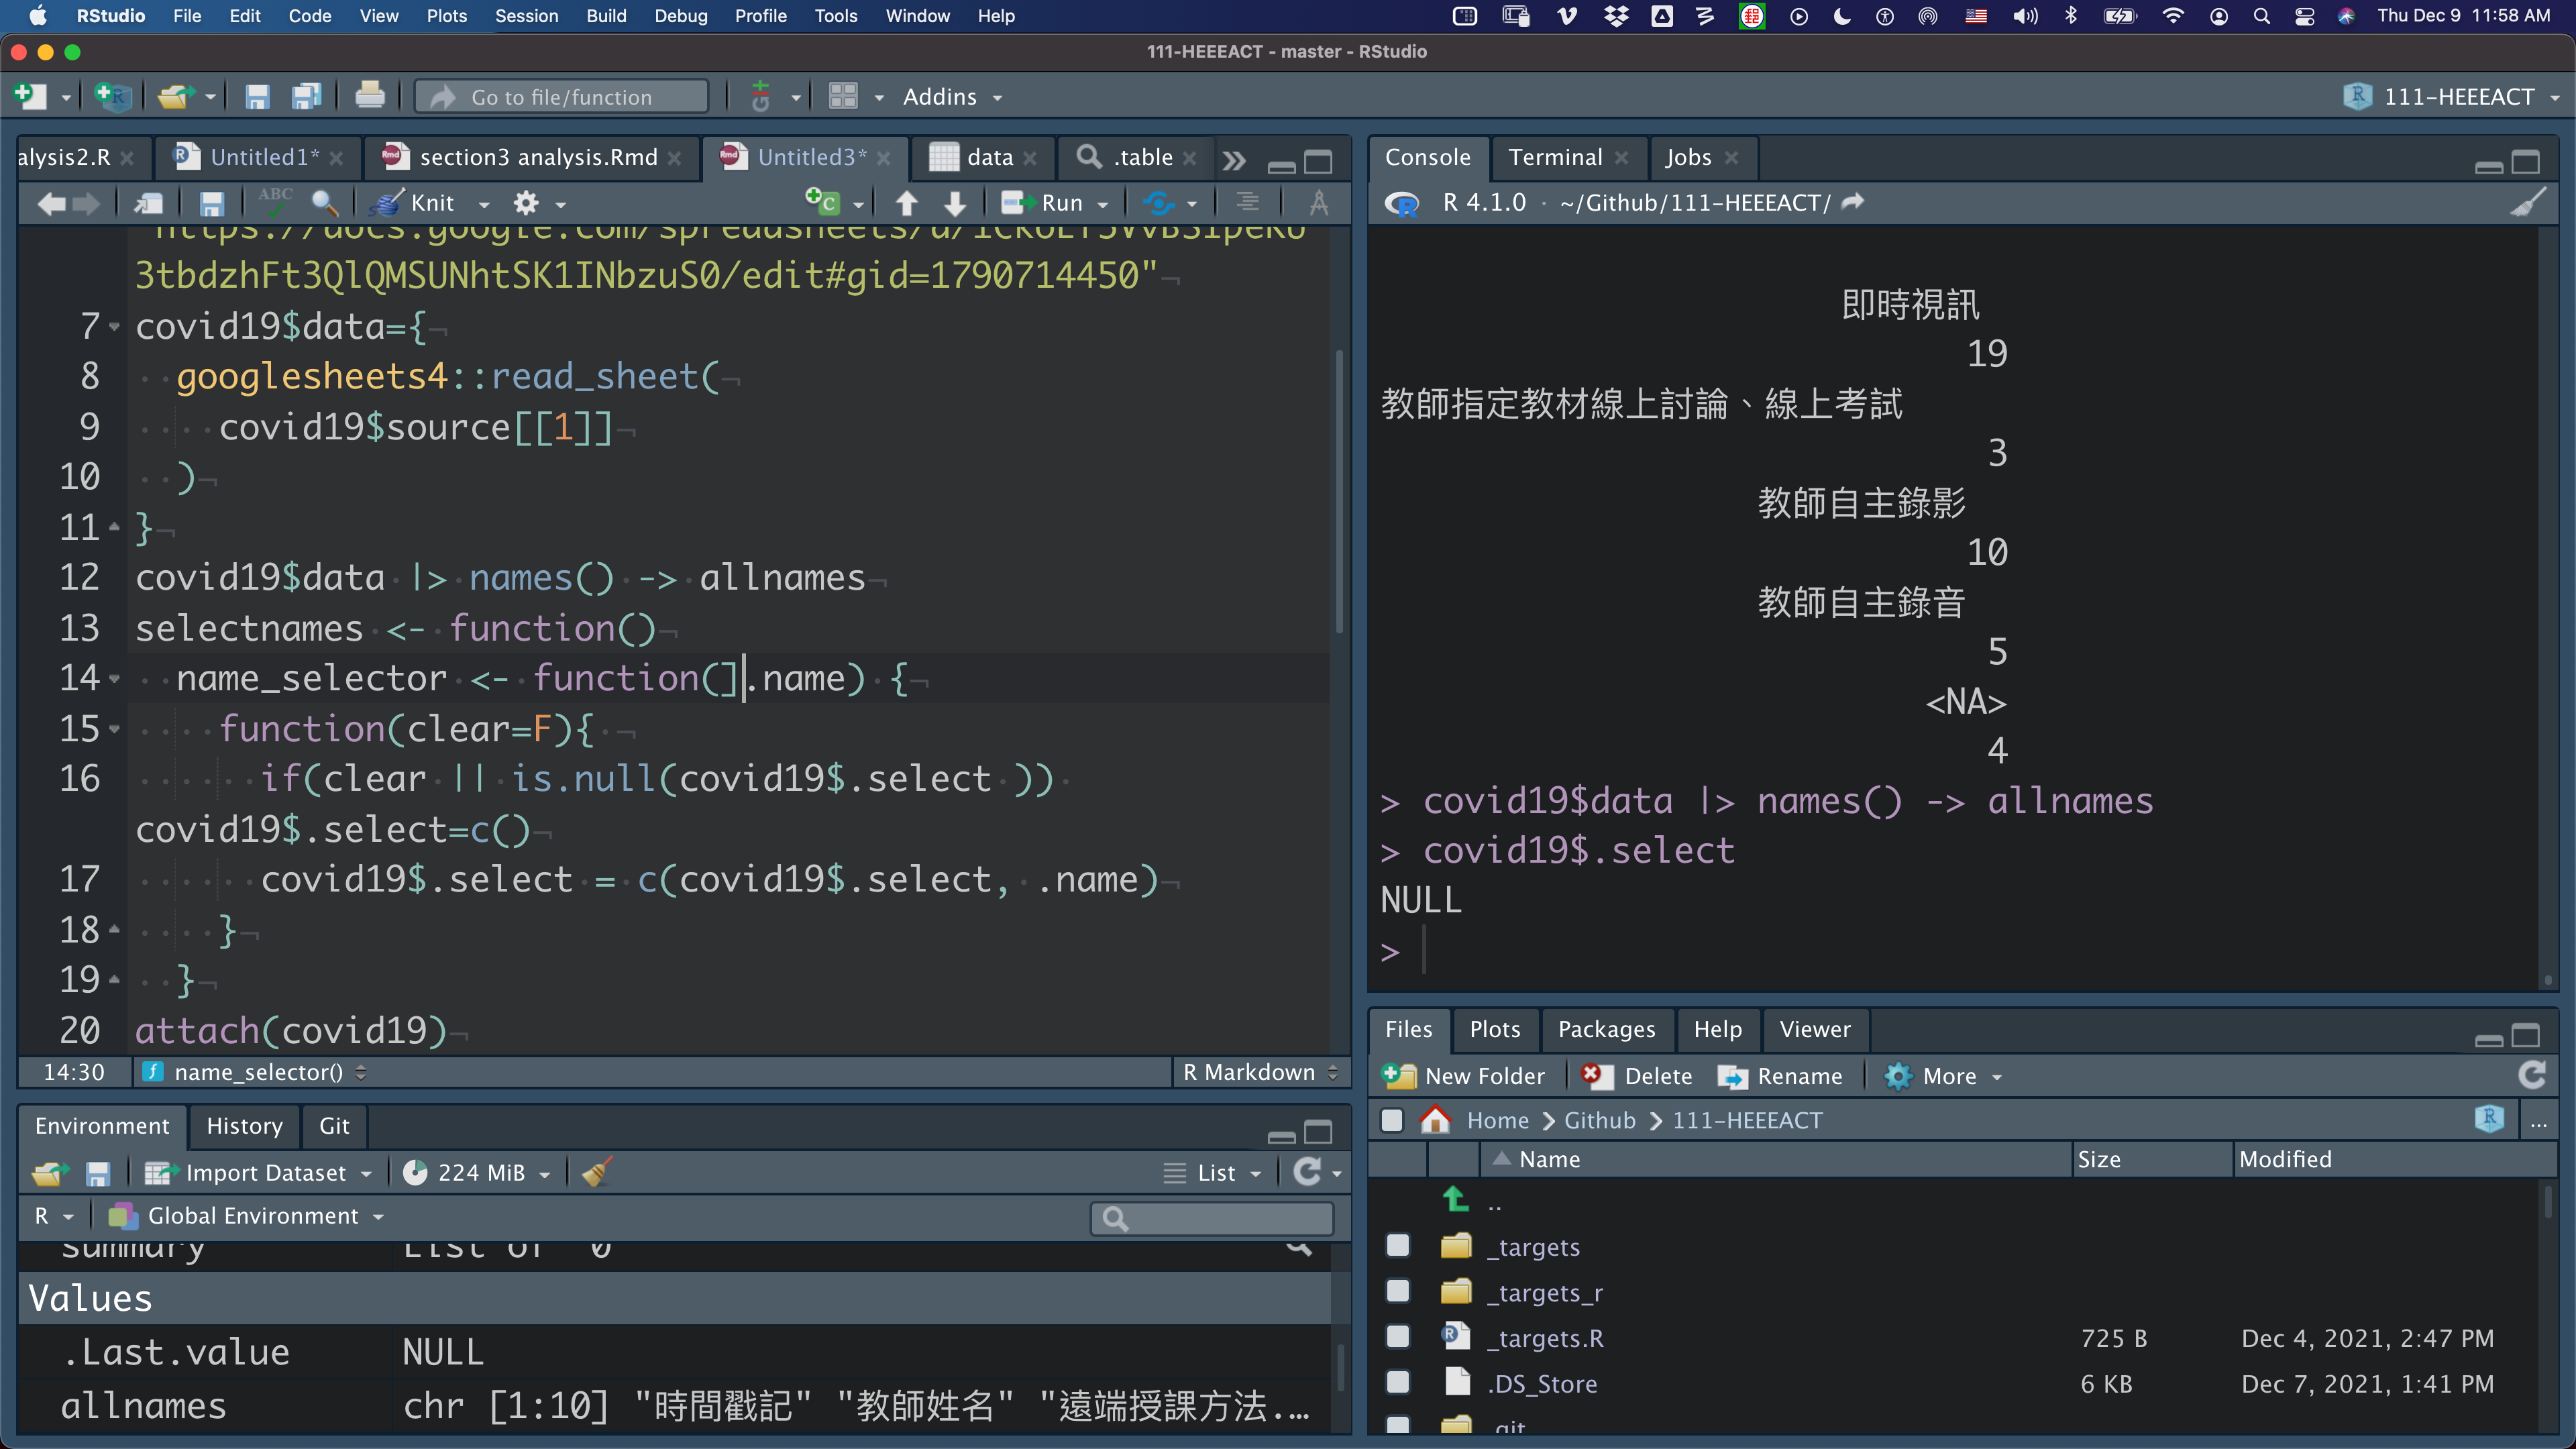 RStudio File Edit Code View Plots Session Build Debug Profile Tools Window Help Thu Dec 9 11:58 AM
111-HEEEACT - master - RStudio
Go to file/function Addins 111-HEEEACT
alysis2.R Untitled1* section3 analysis.Rmd Untitled3* data .table
ABC Knit Run
3tbdzhFt3QlQMSUNhtSK1INbzuS0/edit#gid=1790714450"
7 covid19$data={
8 googlesheets4::read_sheet(
9 covid19$source[[1]]
10 )
11 }
12 covid19$data |> names() -> allnames
13 selectnames <- function()
14 name_selector <- function(].name) {
15 function(clear=F){
16 if(clear || is.null(covid19$.select ))
covid19$.select=c()
17 covid19$.select = c(covid19$.select, .name)
18 }
19 }
20 attach(covid19)
14:30 name_selector() R Markdown
Console Terminal Jobs
R 4.1.0 · ~/Github/111-HEEEACT/
即時視訊
19
教師指定教材線上討論、線上考試
3
教師自主錄影
10
教師自主錄音
5
<NA>
4
> covid19$data |> names() -> allnames
> covid19$.select
NULL
>
Environment History Git
Import Dataset 224 MiB List
R Global Environment
summary List of 0
Values
.Last.value NULL
allnames chr [1:10] "時間戳記" "教師姓名" "遠端授課方法.…
Files Plots Packages Help Viewer
New Folder Delete Rename More
Home Github 111-HEEEACT ...
Name Size Modified
..
_targets
_targets_r
_targets.R 725 B Dec 4, 2021, 2:47 PM
.DS_Store 6 KB Dec 7, 2021, 1:41 PM